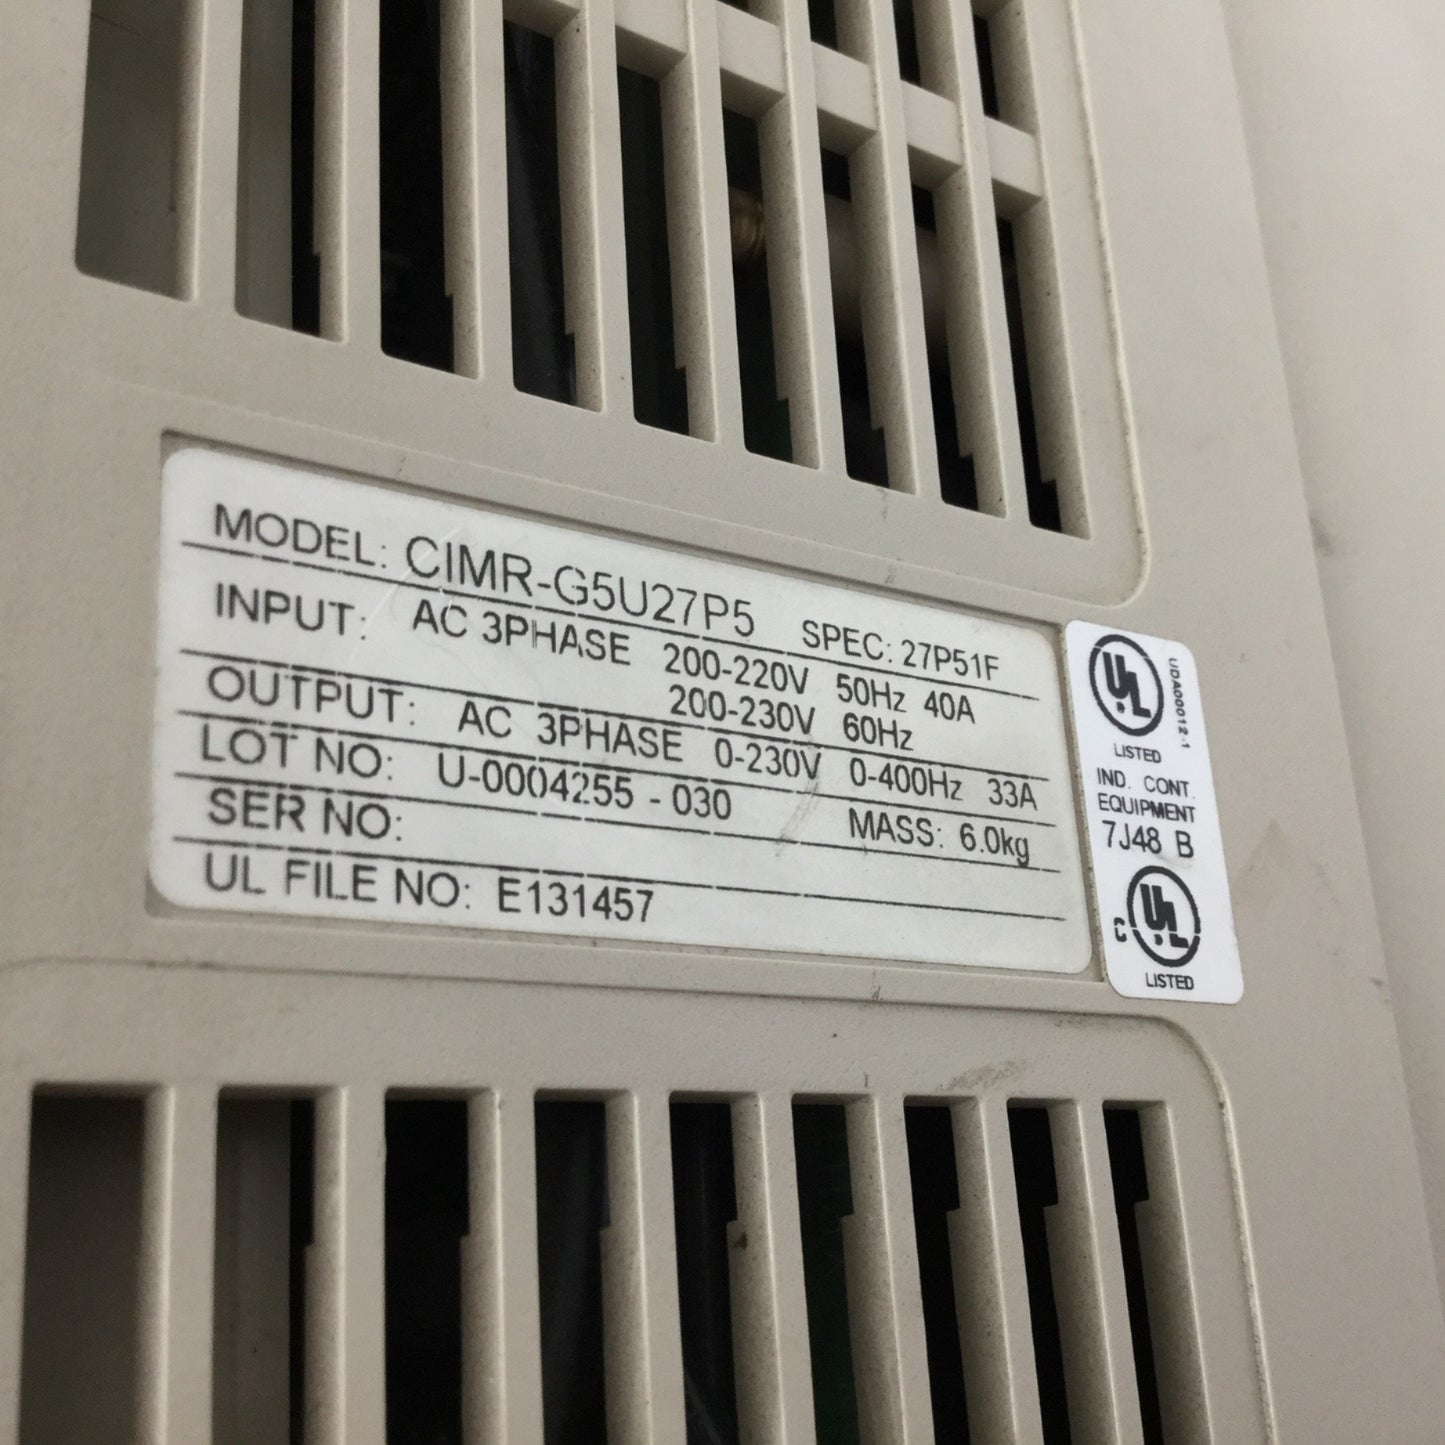 MODEL: CIMR-G5U27P5 SPEC: 27P51F
INPUT: AC 3PHASE 200-220V 50Hz 40A
200-230V 60Hz
OUTPUT: AC 3PHASE 0-230V 0-400Hz 33A
LOT NO: U-0004255 - 030 MASS: 6.0kg
SER NO:
UL FILE NO: E131457
UL
UDA00012-1
LISTED
IND. CONT.
EQUIPMENT
7J48 B
C UL
LISTED